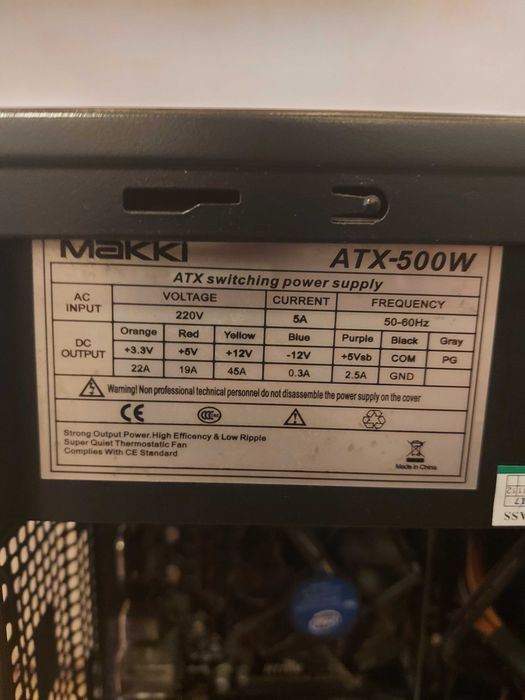 Makki
ATX-500W
ATX switching power supply
AC INPUT VOLTAGE CURRENT FREQUENCY
220V 5A 50-60Hz
DC OUTPUT Orange Red Yellow Blue Purple Black Gray
+3.3V +5V +12V -12V +5Vsb COM PG
22A 19A 45A 0.3A 2.5A GND
Warning! Non professional technical personnel do not disassemble the power supply on the cover
CE CCC
Strong Output Power.High Efficency & Low Ripple
Super Quiet Thermostatic Fan
Complies With CE Standard
Made in China
intel